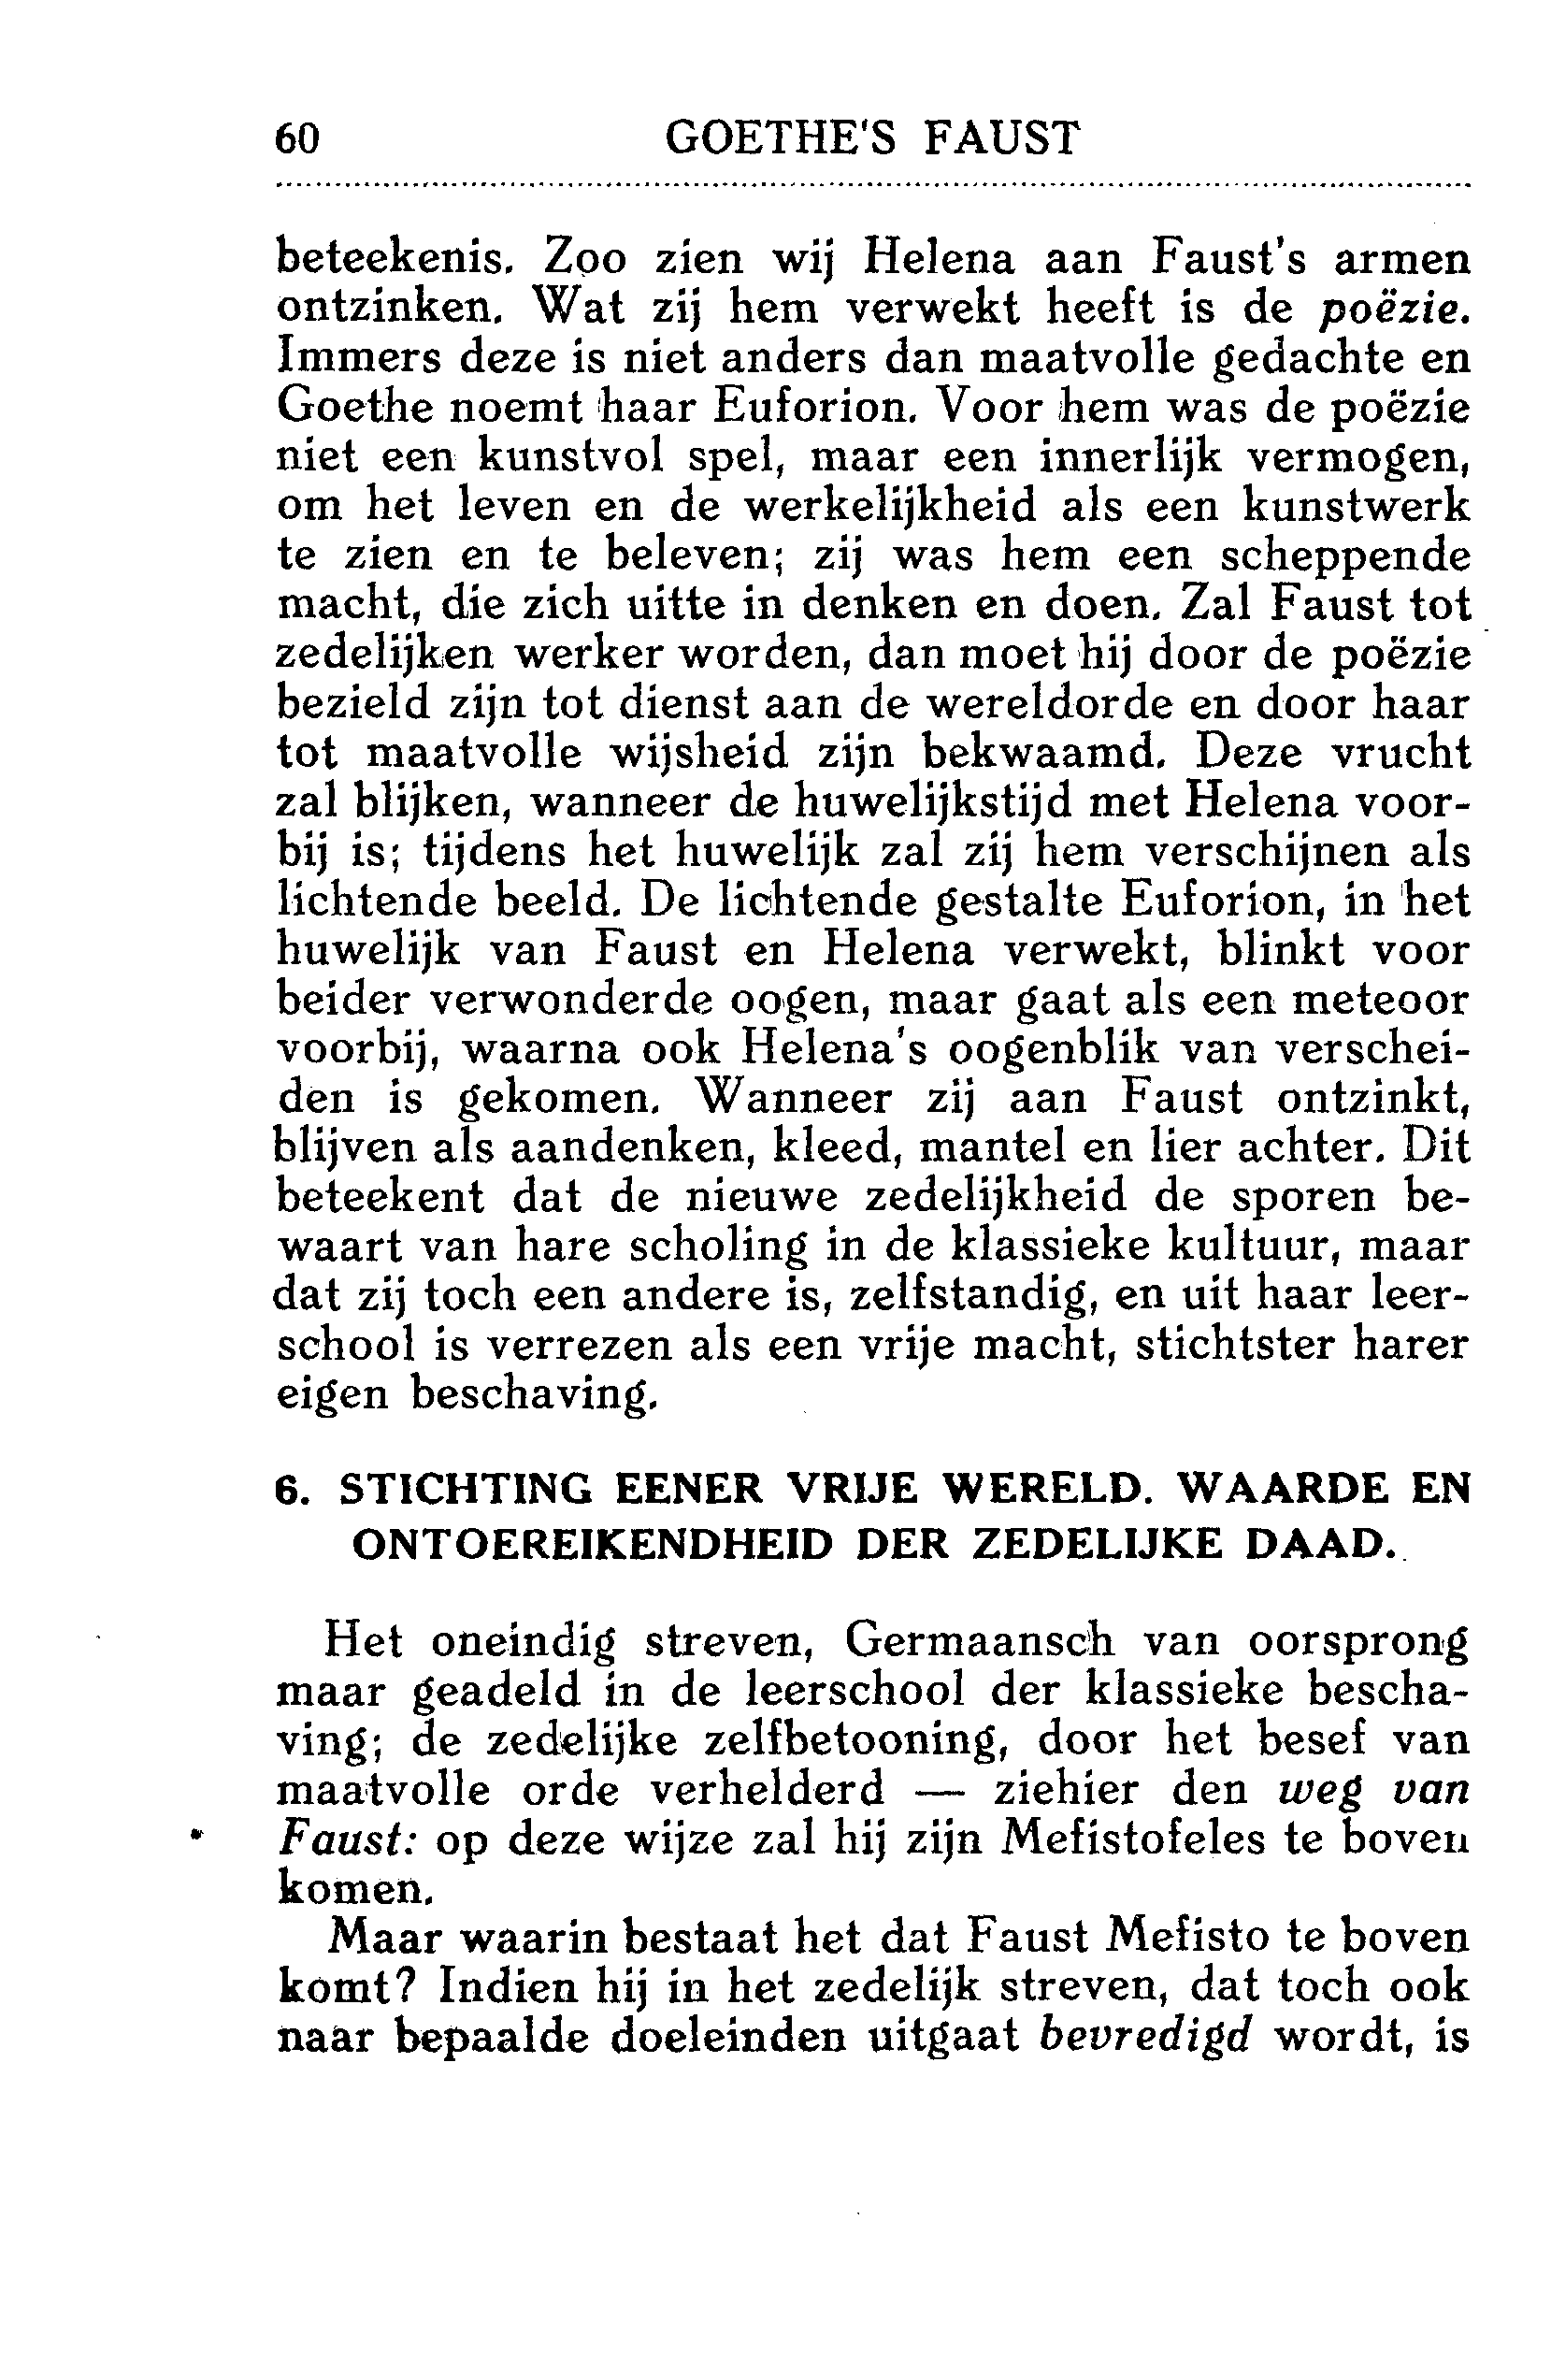 60 GOETHE'S FAUST
beteekenis. Zoo zien wij Helena aan Faust's armen
ontzinken. Wat zij hem verwekt heeft is de poëzie.
Immers deze is niet anders dan maatvolle gedachte en
Goethe noemt haar Euforion. Voor hem was de poëzie
niet een kunstvol spel, maar een innerlijk vermogen,
om het leven en de werkelijkheid als een kunstwerk
te zien en te beleven; zij was hem een scheppende
macht, die zich uitte in denken en doen. Zal Faust tot
zedelijken werker worden, dan moet hij door de poëzie
bezield zijn tot dienst aan de wereldorde en door haar
tot maatvolle wijsheid zijn bekwaamd. Deze vrucht
zal blijken, wanneer de huwelijkstijd met Helena voor-
bij is; tijdens het huwelijk zal zij hem verschijnen als
lichtende beeld. De lichtende gestalte Euforion, in het
huwelijk van Faust en Helena verwekt, blinkt voor
beider verwonderde oogen, maar gaat als een meteoor
voorbij, waarna ook Helena's oogenblik van verschei-
den is gekomen. Wanneer zij aan Faust ontzinkt,
blijven als aandenken, kleed, mantel en lier achter. Dit
beteekent dat de nieuwe zedelijkheid de sporen be-
waart van hare scholing in de klassieke kultuur, maar
dat zij toch een andere is, zelfstandig, en uit haar leer-
school is verrezen als een vrije macht, stichtster harer
eigen beschaving.
6. STICHTING EENER VRIJE WERELD. WAARDE EN
ONTOEREIKENDHEID DER ZEDELIJKE DAAD.
Het oneindig streven, Germaansch van oorsprong
maar geadeld in de leerschool der klassieke bescha-
ving; de zedelijke zelfbetooning, door het besef van
maatvolle orde verhelderd — ziehier den weg van
Faust: op deze wijze zal hij zijn Mefistofeles te boven
komen.
Maar waarin bestaat het dat Faust Mefisto te boven
komt? Indien hij in het zedelijk streven, dat toch ook
naar bepaalde doeleinden uitgaat bevredigd wordt, is